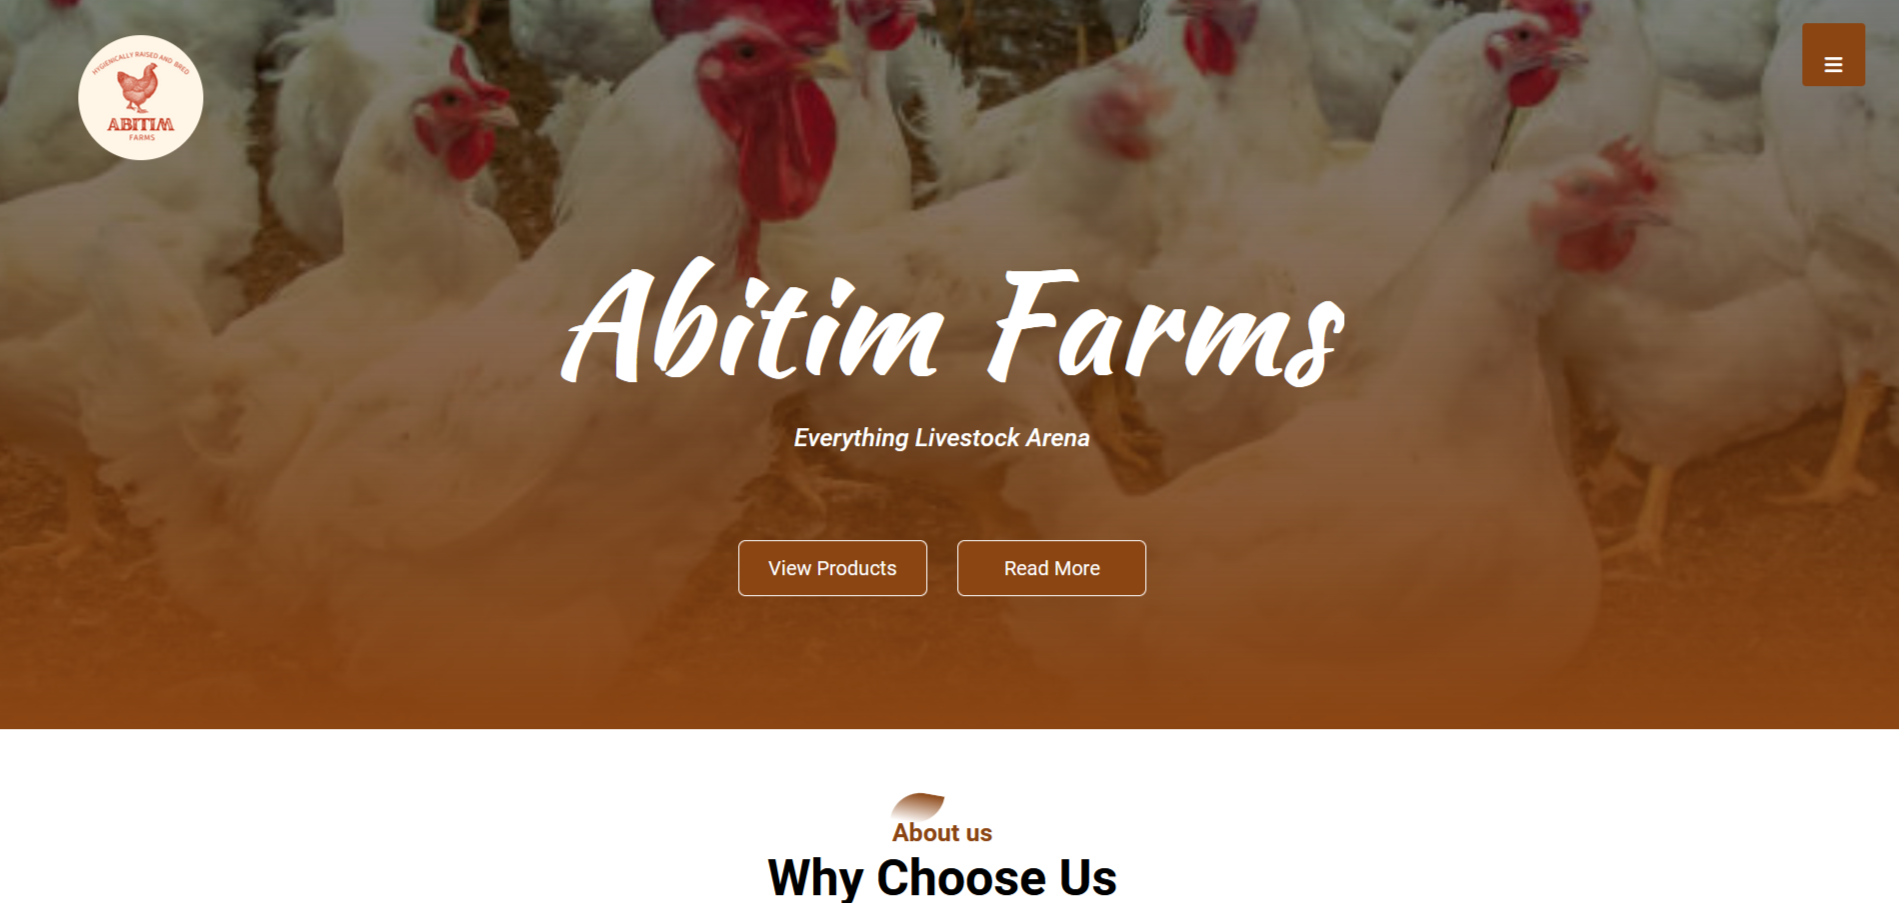 HYGIENICALLY RAISED AND BRED
ABITIM
FARMS
Abitim Farms
Everything Livestock Arena
View Products
Read More
About us
Why Choose Us